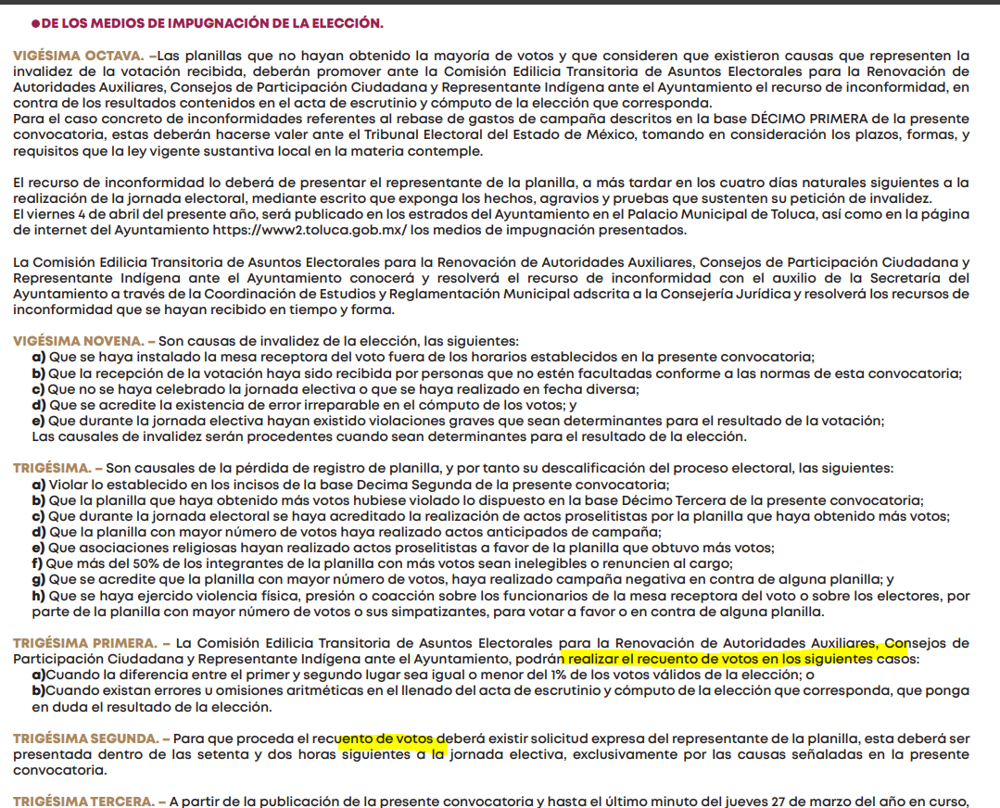 ●DE LOS MEDIOS DE IMPUGNACIÓN DE LA ELECCIÓN.
VIGÉSIMA OCTAVA. –Las planillas que no hayan obtenido la mayoría de votos y que consideren que existieron causas que representen la
invalidez de la votación recibida, deberán promover ante la Comisión Edilicia Transitoria de Asuntos Electorales para la Renovación de
Autoridades Auxiliares, Consejos de Participación Ciudadana y Representante Indígena ante el Ayuntamiento el recurso de inconformidad, en
contra de los resultados contenidos en el acta de escrutinio y cómputo de la elección que corresponda.
Para el caso concreto de inconformidades referentes al rebase de gastos de campaña descritos en la base DÉCIMO PRIMERA de la presente
convocatoria, estas deberán hacerse valer ante el Tribunal Electoral del Estado de México, tomando en consideración los plazos, formas, y
requisitos que la ley vigente sustantiva local en la materia contemple.
El recurso de inconformidad lo deberá de presentar el representante de la planilla, a más tardar en los cuatro días naturales siguientes a la
realización de la jornada electoral, mediante escrito que exponga los hechos, agravios y pruebas que sustenten su petición de invalidez.
El viernes 4 de abril del presente año, será publicado en los estrados del Ayuntamiento en el Palacio Municipal de Toluca, así como en la página
de internet del Ayuntamiento https://www2.toluca.gob.mx/ los medios de impugnación presentados.
La Comisión Edilicia Transitoria de Asuntos Electorales para la Renovación de Autoridades Auxiliares, Consejos de Participación Ciudadana y
Representante Indígena ante el Ayuntamiento conocerá y resolverá el recurso de inconformidad con el auxilio de la Secretaría del
Ayuntamiento a través de la Coordinación de Estudios y Reglamentación Municipal adscrita a la Consejería Jurídica y resolverá los recursos de
inconformidad que se hayan recibido en tiempo y forma.
VIGÉSIMA NOVENA. – Son causas de invalidez de la elección, las siguientes:
a) Que se haya instalado la mesa receptora del voto fuera de los horarios establecidos en la presente convocatoria;
b) Que la recepción de la votación haya sido recibida por personas que no estén facultadas conforme a las normas de esta convocatoria;
c) Que no se haya celebrado la jornada electiva o que se haya realizado en fecha diversa;
d) Que se acredite la existencia de error irreparable en el cómputo de los votos; y
e) Que durante la jornada electiva hayan existido violaciones graves que sean determinantes para el resultado de la votación;
Las causales de invalidez serán procedentes cuando sean determinantes para el resultado de la elección.
TRIGÉSIMA. – Son causales de la pérdida de registro de planilla, y por tanto su descalificación del proceso electoral, las siguientes:
a) Violar lo establecido en los incisos de la base Decima Segunda de la presente convocatoria;
b) Que la planilla que haya obtenido más votos hubiese violado lo dispuesto en la base Décimo Tercera de la presente convocatoria;
c) Que durante la jornada electoral se haya acreditado la realización de actos proselitistas por la planilla que haya obtenido más votos;
d) Que la planilla con mayor número de votos haya realizado actos anticipados de campaña;
e) Que asociaciones religiosas hayan realizado actos proselitistas a favor de la planilla que obtuvo más votos;
f) Que más del 50% de los integrantes de la planilla con más votos sean inelegibles o renuncien al cargo;
g) Que se acredite que la planilla con mayor número de votos, haya realizado campaña negativa en contra de alguna planilla; y
h) Que se haya ejercido violencia física, presión o coacción sobre los funcionarios de la mesa receptora del voto o sobre los electores, por
parte de la planilla con mayor número de votos o sus simpatizantes, para votar a favor o en contra de alguna planilla.
TRIGÉSIMA PRIMERA. – La Comisión Edilicia Transitoria de Asuntos Electorales para la Renovación de Autoridades Auxiliares, Consejos de
Participación Ciudadana y Representante Indígena ante el Ayuntamiento, podrán realizar el recuento de votos en los siguientes casos:
a)Cuando la diferencia entre el primer y segundo lugar sea igual o menor del 1% de los votos válidos de la elección; o
b)Cuando existan errores u omisiones aritméticas en el llenado del acta de escrutinio y cómputo de la elección que corresponda, que ponga
en duda el resultado de la elección.
TRIGÉSIMA SEGUNDA. – Para que proceda el recuento de votos deberá existir solicitud expresa del representante de la planilla, esta deberá ser
presentada dentro de las setenta y dos horas siguientes a la jornada electiva, exclusivamente por las causas señaladas en la presente
convocatoria.
TRIGÉSIMA TERCERA. – A partir de la publicación de la presente convocatoria y hasta el último minuto del jueves 27 de marzo del año en curso,